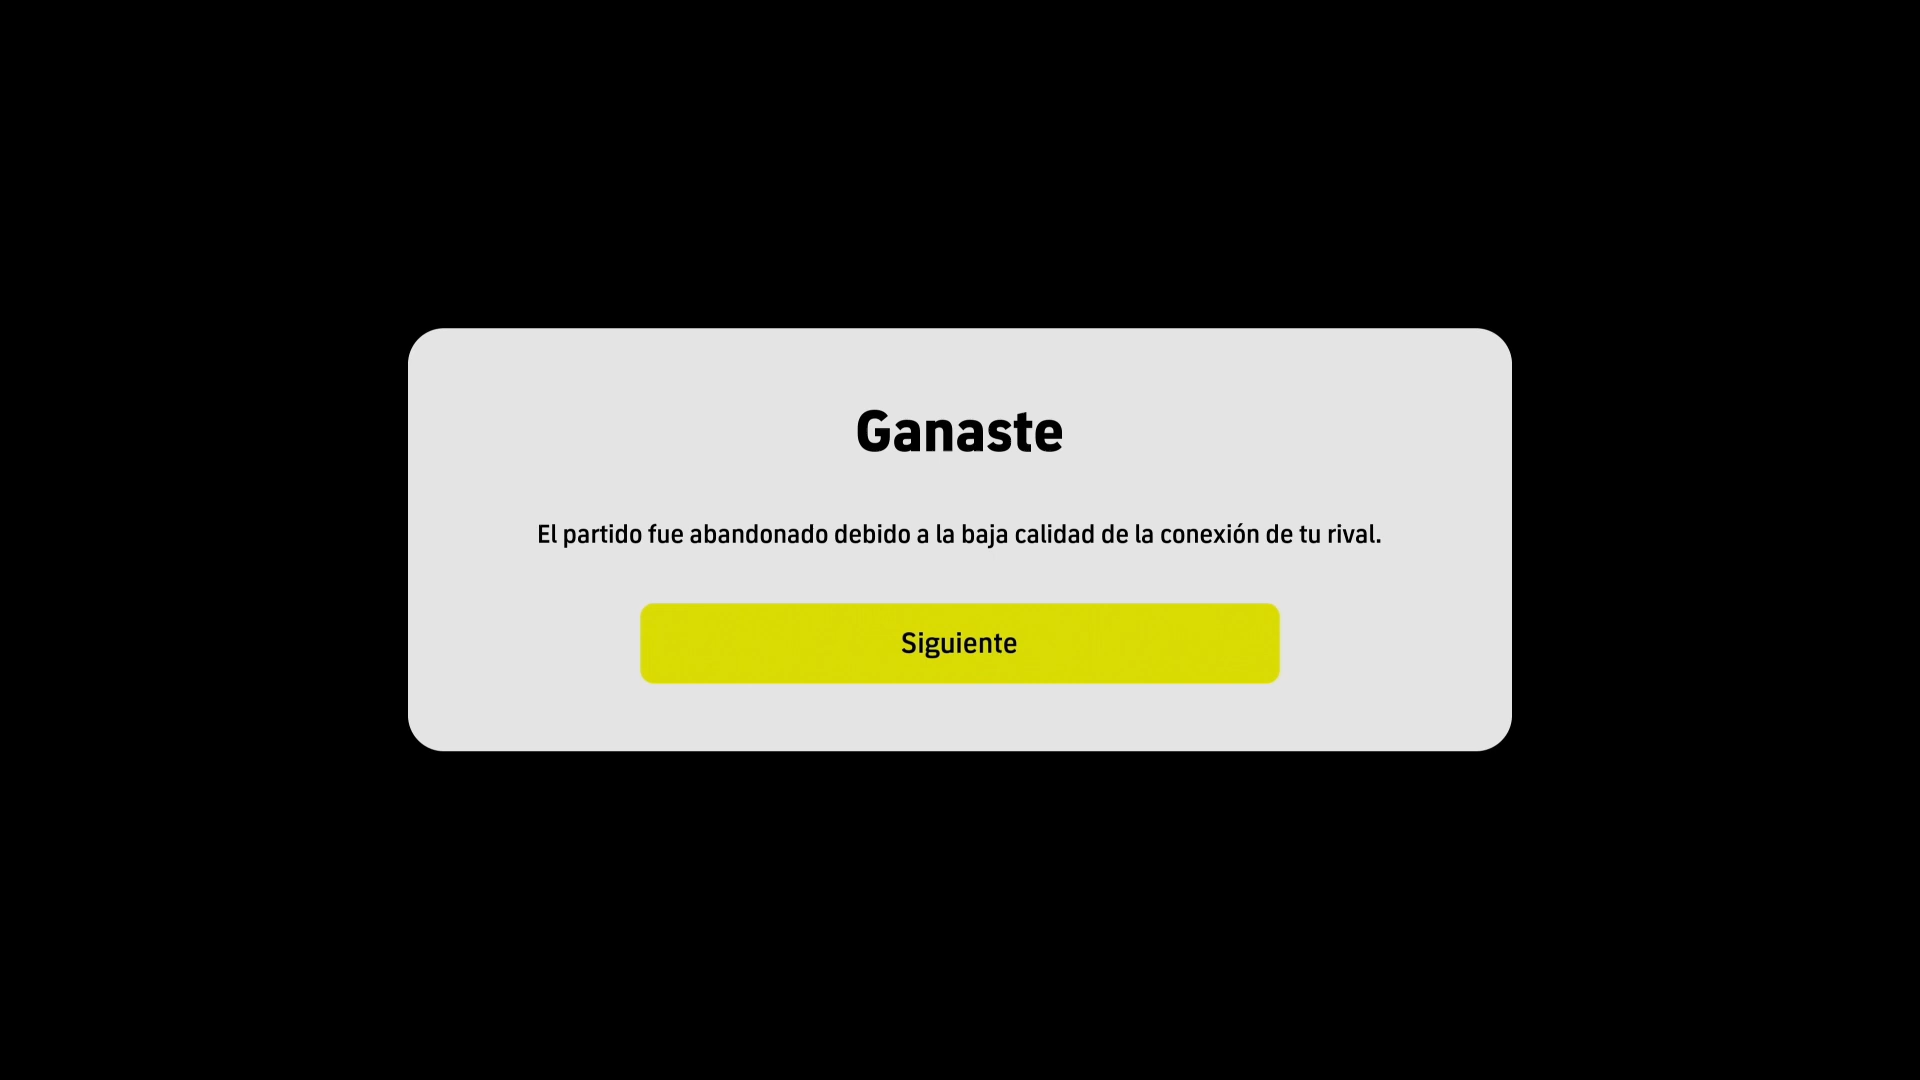 Ganaste
El partido fue abandonado debido a la baja calidad de la conexión de tu rival.
Siguiente